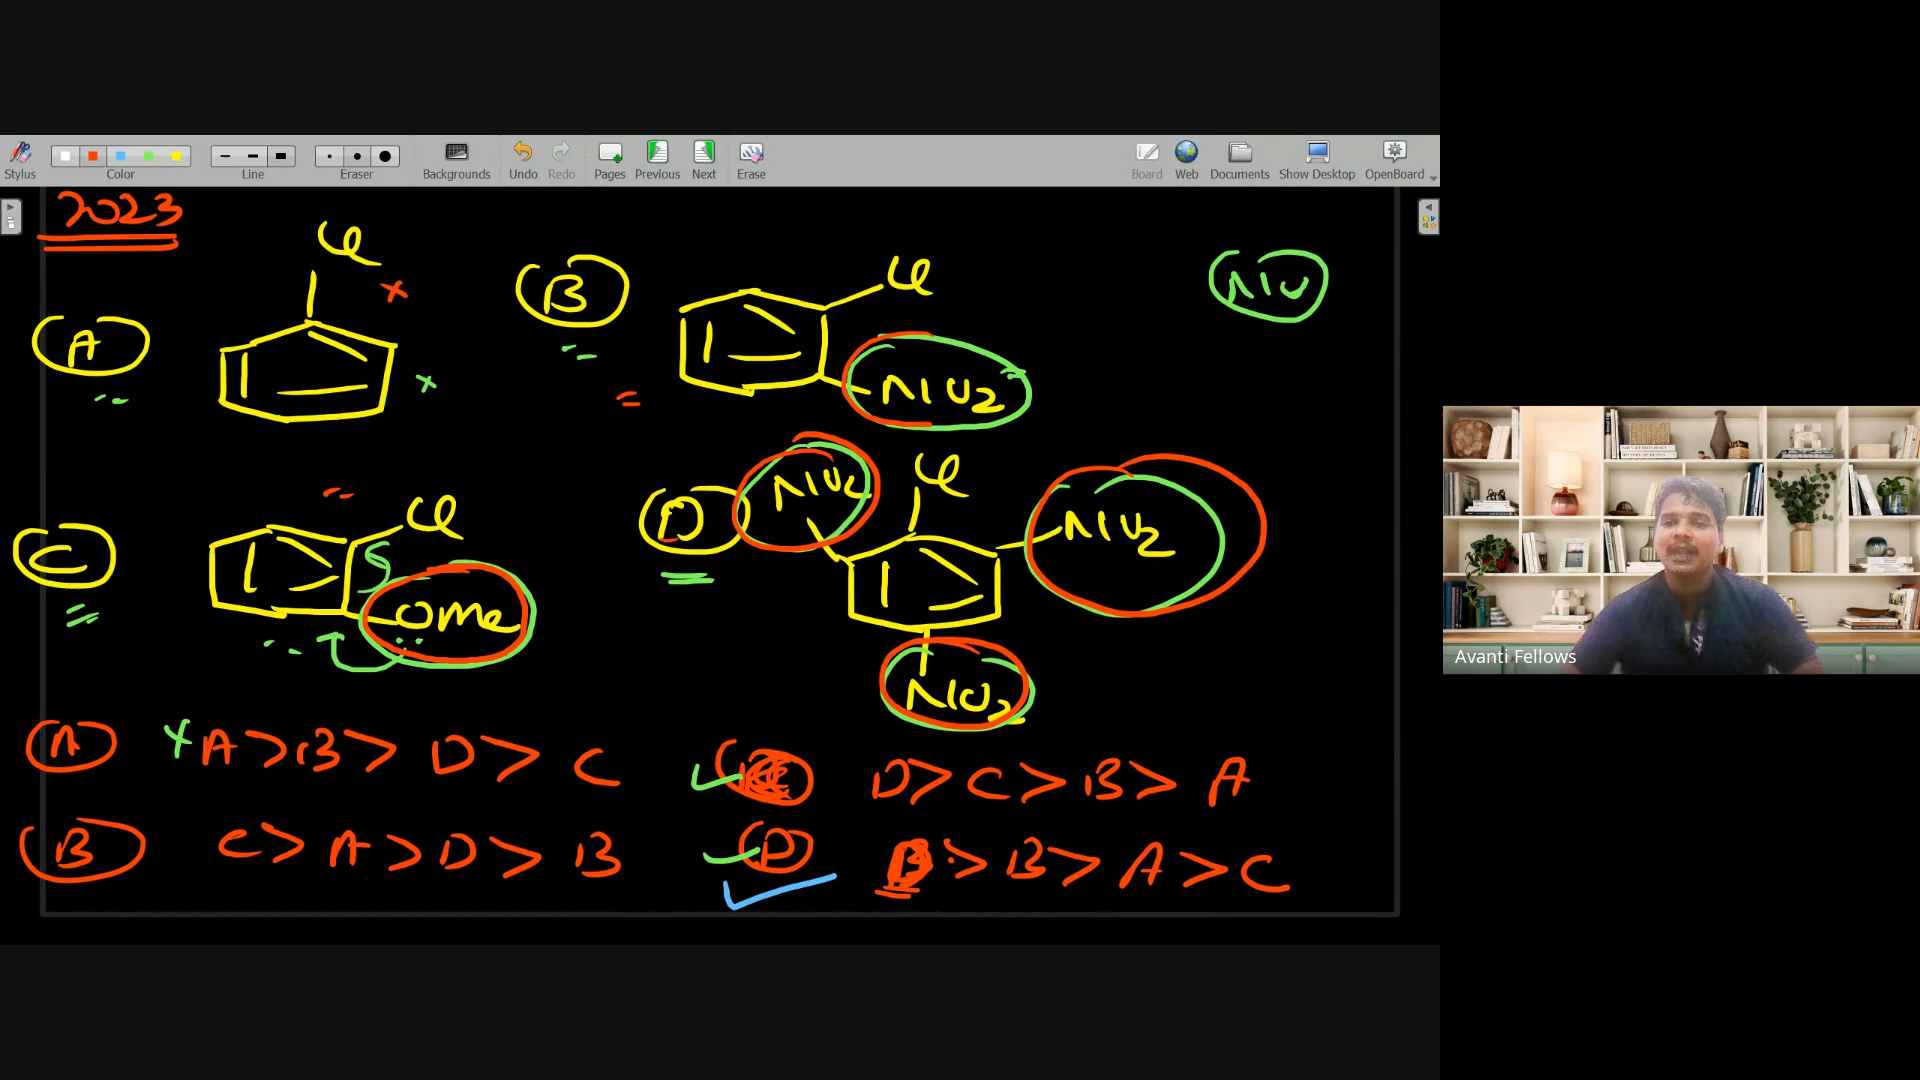 Stylus Color Line Eraser Backgrounds Undo Redo Pages Previous Next Erase Board Web Documents Show Desktop OpenBoard
2023
Cl
A
B
Cl
NO2
C
Cl
OMe
D
NO2
Cl
NO2
NO2
A A > B > D > C
D > C > B > A
B C > A > D > B
D D > B > A > C
Avanti Fellows